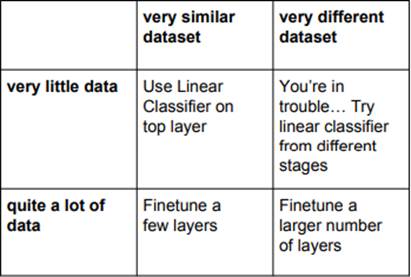 very similar
dataset
very different
dataset
very little data
Use Linear
Classifier on
top layer
You're in
trouble… Try
linear classifier
from different
stages
quite a lot of
data
Finetune a
few layers
Finetune a
larger number
of layers